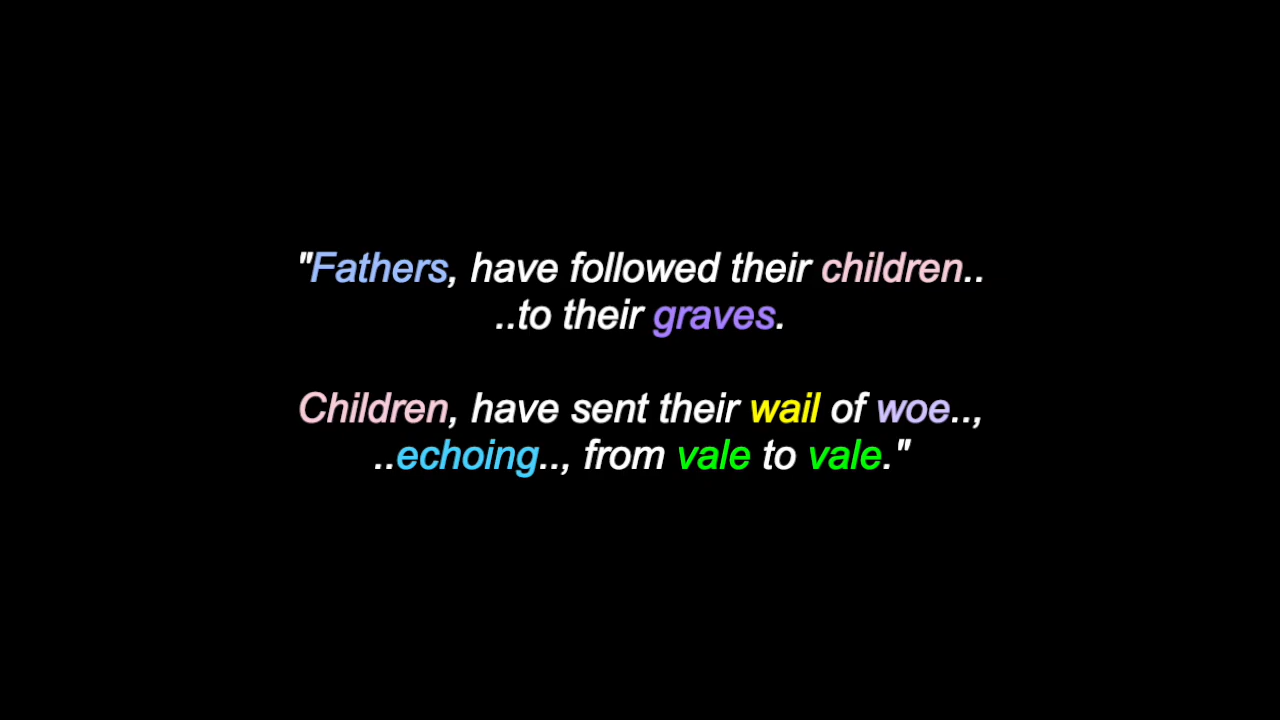 "Fathers, have followed their children..
..to their graves.
Children, have sent their wail of woe..,
..echoing.., from vale to vale."